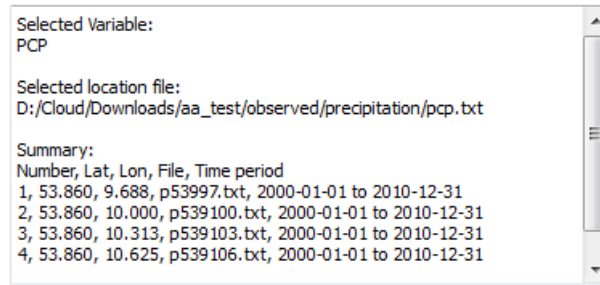 Selected Variable:
PCP
Selected location file:
D:/Cloud/Downloads/aa_test/observed/precipitation/pcp.txt
Summary:
Number, Lat, Lon, File, Time period
1, 53.860, 9.688, p53997.txt, 2000-01-01 to 2010-12-31
2, 53.860, 10.000, p539100.txt, 2000-01-01 to 2010-12-31
3, 53.860, 10.313, p539103.txt, 2000-01-01 to 2010-12-31
4, 53.860, 10.625, p539106.txt, 2000-01-01 to 2010-12-31